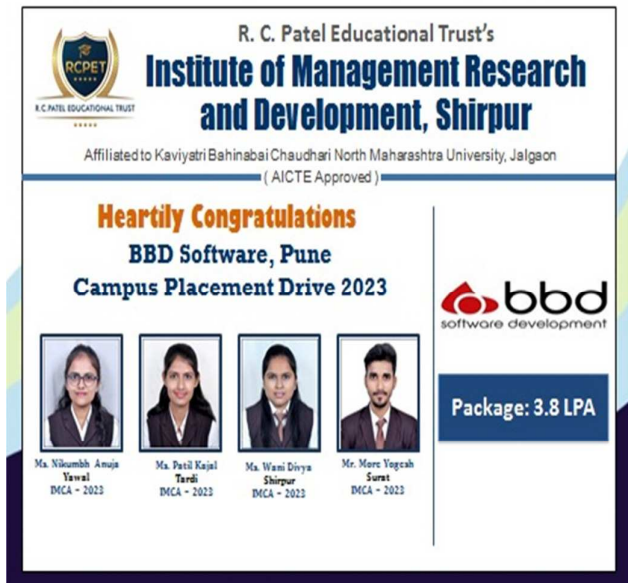 RCPET
R.C.PATEL EDUCATIONAL TRUST
R. C. Patel Educational Trust's
Institute of Management Research
and Development, Shirpur
Affiliated to Kaviyatri Bahinabai Chaudhari North Maharashtra University, Jalgaon
( AICTE Approved )
Heartily Congratulations
BBD Software, Pune
Campus Placement Drive 2023
bbd
software development
Package: 3.8 LPA
Ms. Nikumbh Anuja
Yawal
IMCA - 2023
Ms. Patil Kajal
Tardi
IMCA - 2023
Ms. Wani Divya
Shirpur
IMCA - 2023
Mr. More Yogesh
Surat
IMCA - 2023